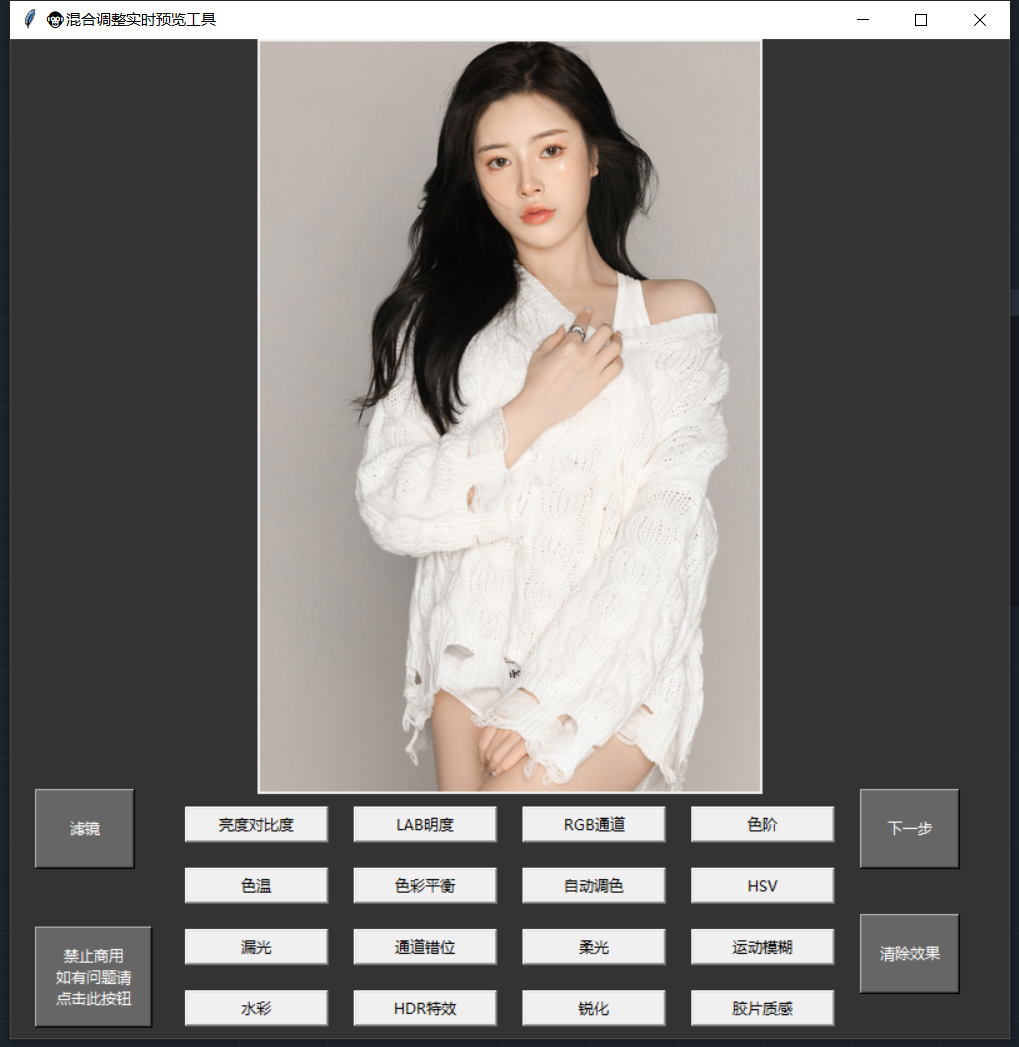 混合调整实时预览工具
滤镜
亮度对比度
LAB明度
RGB通道
色阶
下一步
色温
色彩平衡
自动调色
HSV
禁止商用
如有问题请
点击此按钮
漏光
通道错位
柔光
运动模糊
清除效果
水彩
HDR特效
锐化
胶片质感